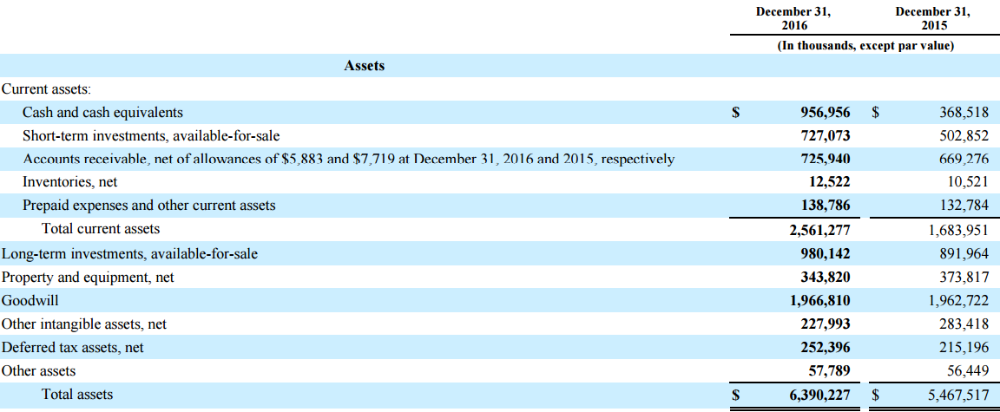 December 31, December 31,
2016 2015
(In thousands, except par value)
Assets
Current assets:
Cash and cash equivalents $ 956,956 $ 368,518
Short-term investments, available-for-sale 727,073 502,852
Accounts receivable, net of allowances of $5,883 and $7,719 at December 31, 2016 and 2015, respectively 725,940 669,276
Inventories, net 12,522 10,521
Prepaid expenses and other current assets 138,786 132,784
Total current assets 2,561,277 1,683,951
Long-term investments, available-for-sale 980,142 891,964
Property and equipment, net 343,820 373,817
Goodwill 1,966,810 1,962,722
Other intangible assets, net 227,993 283,418
Deferred tax assets, net 252,396 215,196
Other assets 57,789 56,449
Total assets $ 6,390,227 $ 5,467,517